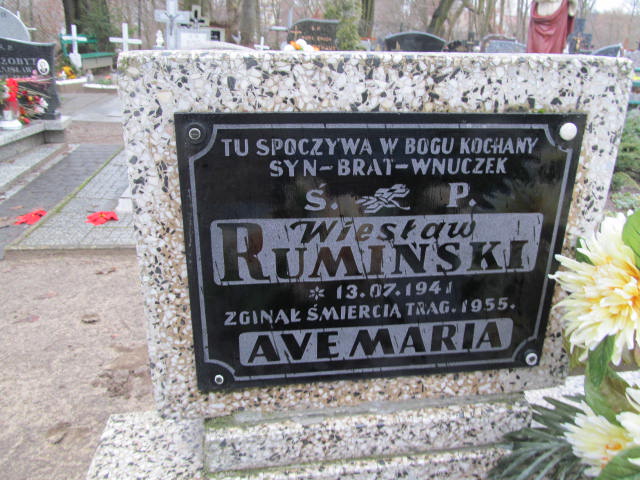 TU SPOCZYWA W BOGU KOCHANY
SYN-BRAT-WNUCZEK
Ś. P.
Wiesław
RUMIŃSKI
* 13.07.1941
ZGINĄŁ ŚMIERCIĄ TRAG. 1955.
AVE MARIA